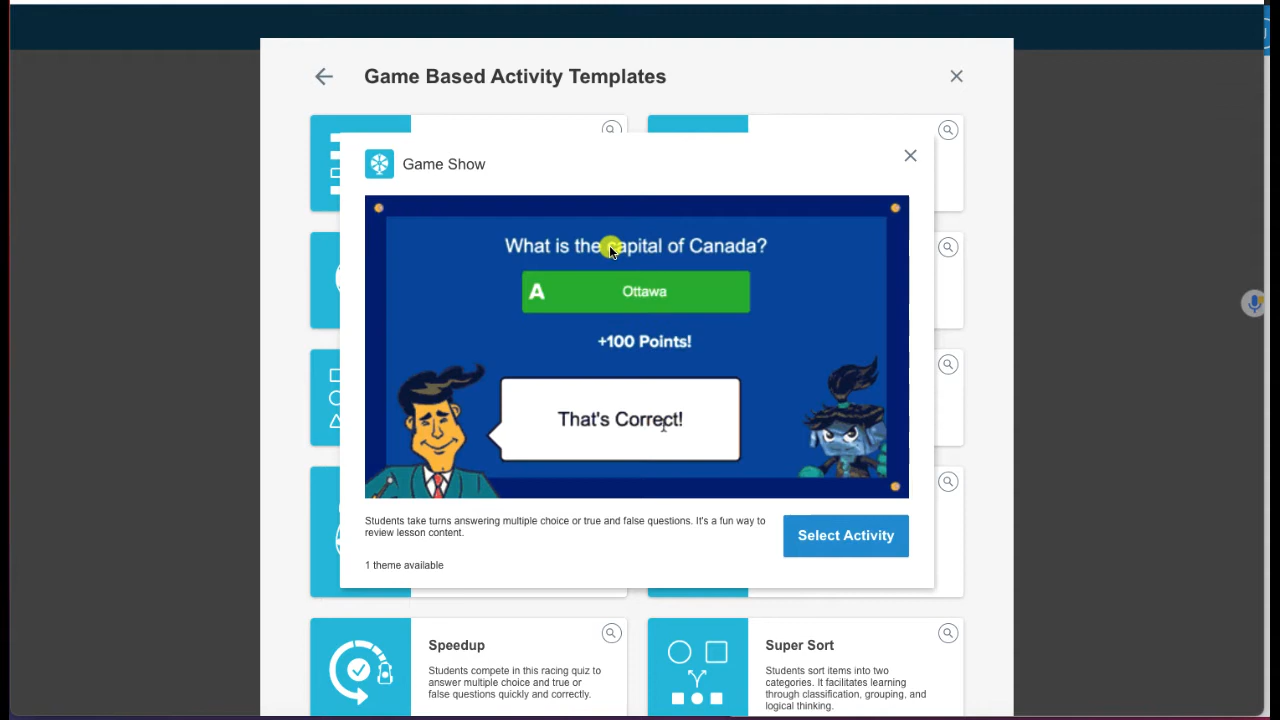 Game Based Activity Templates
Game Show
What is the capital of Canada?
A Ottawa
+100 Points!
That's Correct!
Students take turns answering multiple choice or true and false questions. It's a fun way to
review lesson content.
Select Activity
1 theme available
Speedup
Students compete in this racing quiz to
answer multiple choice and true or
false questions quickly and correctly.
Super Sort
Students sort items into two
categories. It facilitates learning
through classification, grouping, and
logical thinking.